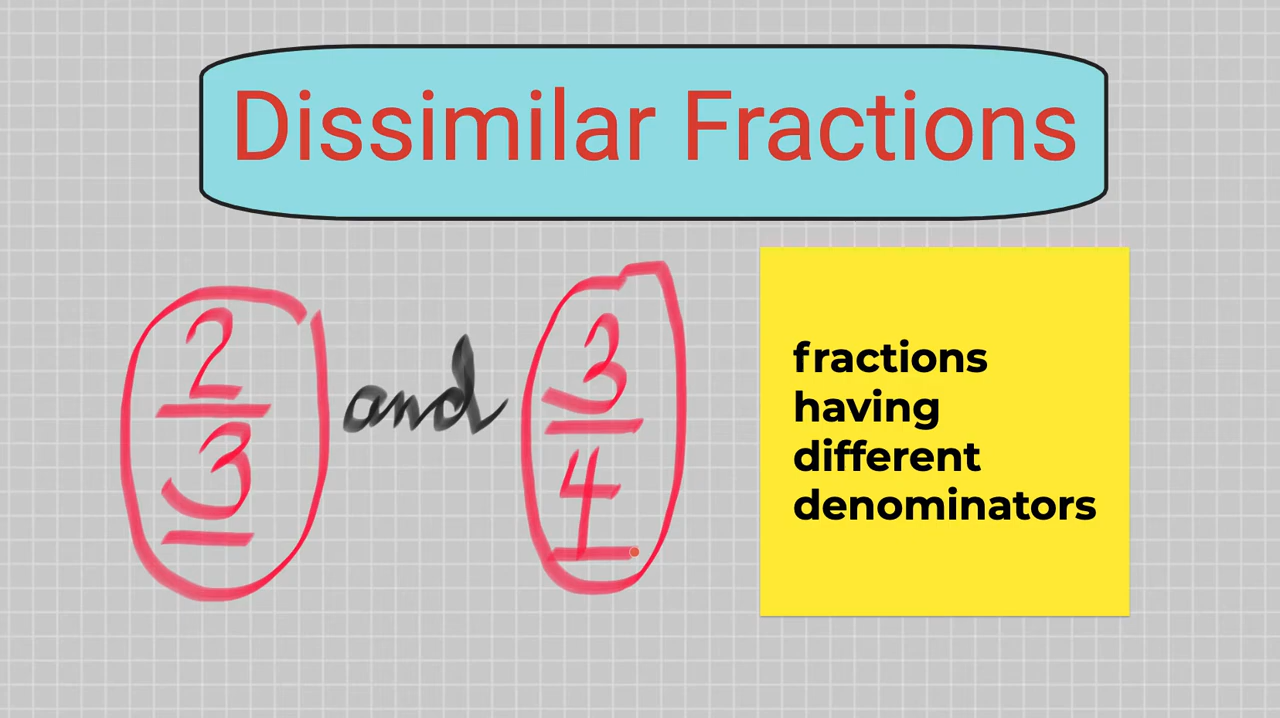 Dissimilar Fractions
2/3 and 3/4
fractions
having
different
denominators